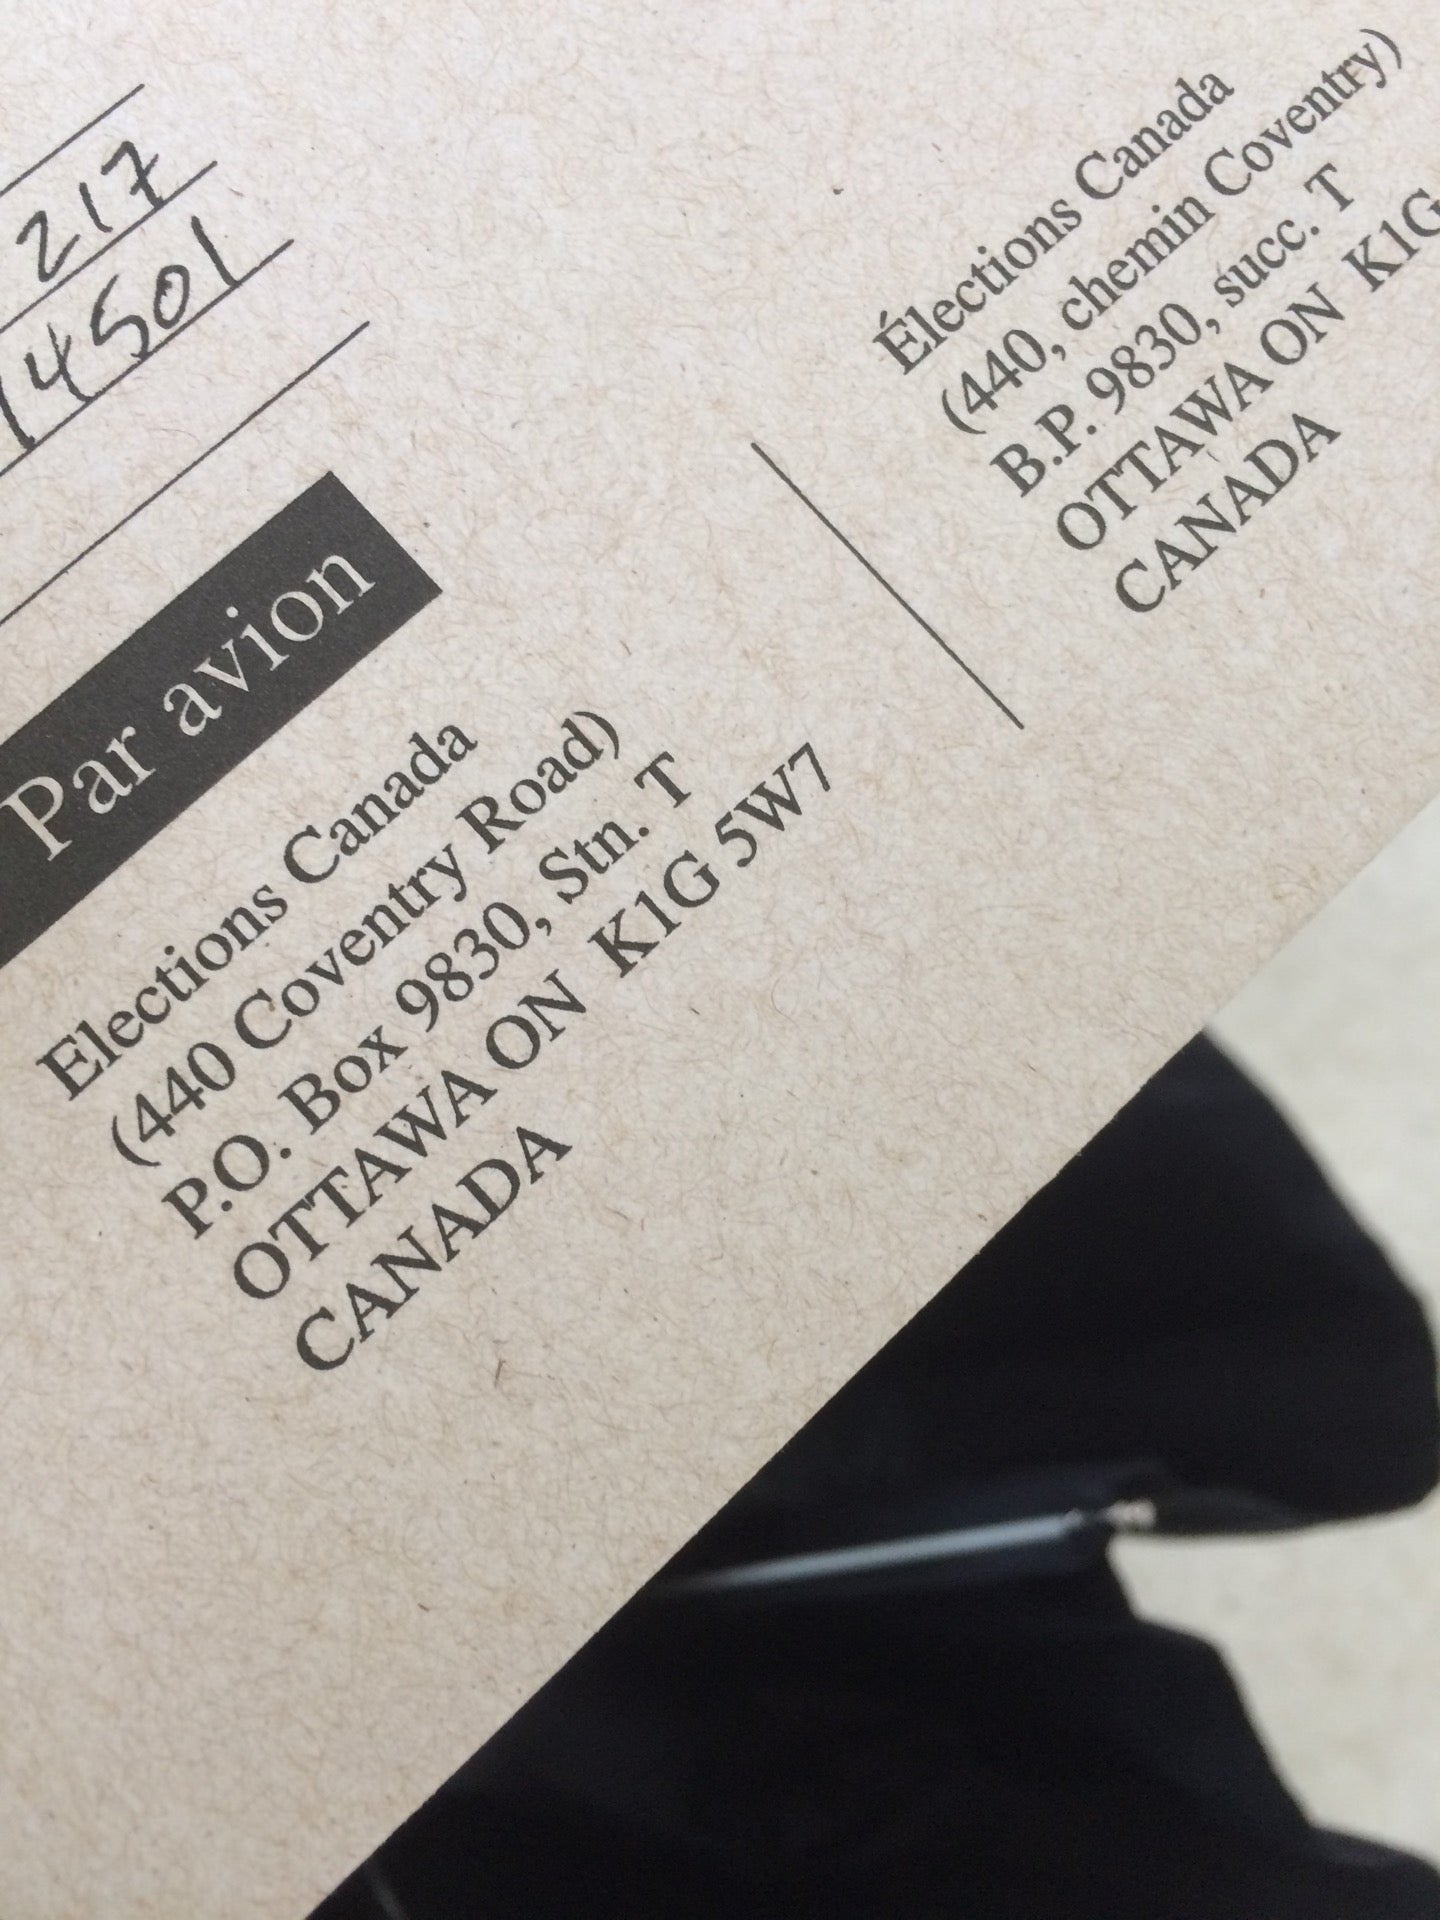 217
14501
Par avion
Elections Canada
(440 Coventry Road)
P.O. Box 9830, Stn. T
OTTAWA ON K1G 5W7
CANADA
Élections Canada
(440, chemin Coventry)
B.P. 9830, succ. T
OTTAWA ON K1G
CANADA